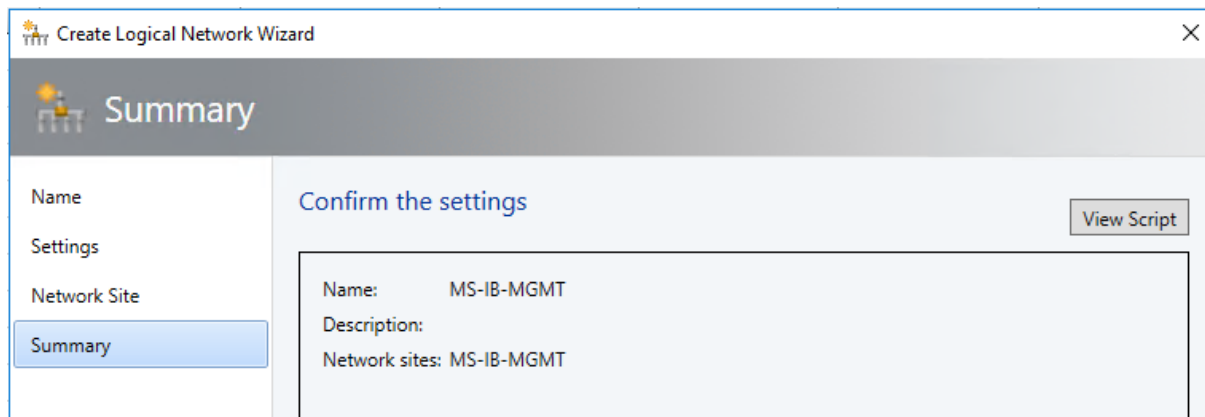 Create Logical Network Wizard
Summary
Name
Settings
Network Site
Summary
Confirm the settings
View Script
Name: MS-IB-MGMT
Description:
Network sites: MS-IB-MGMT